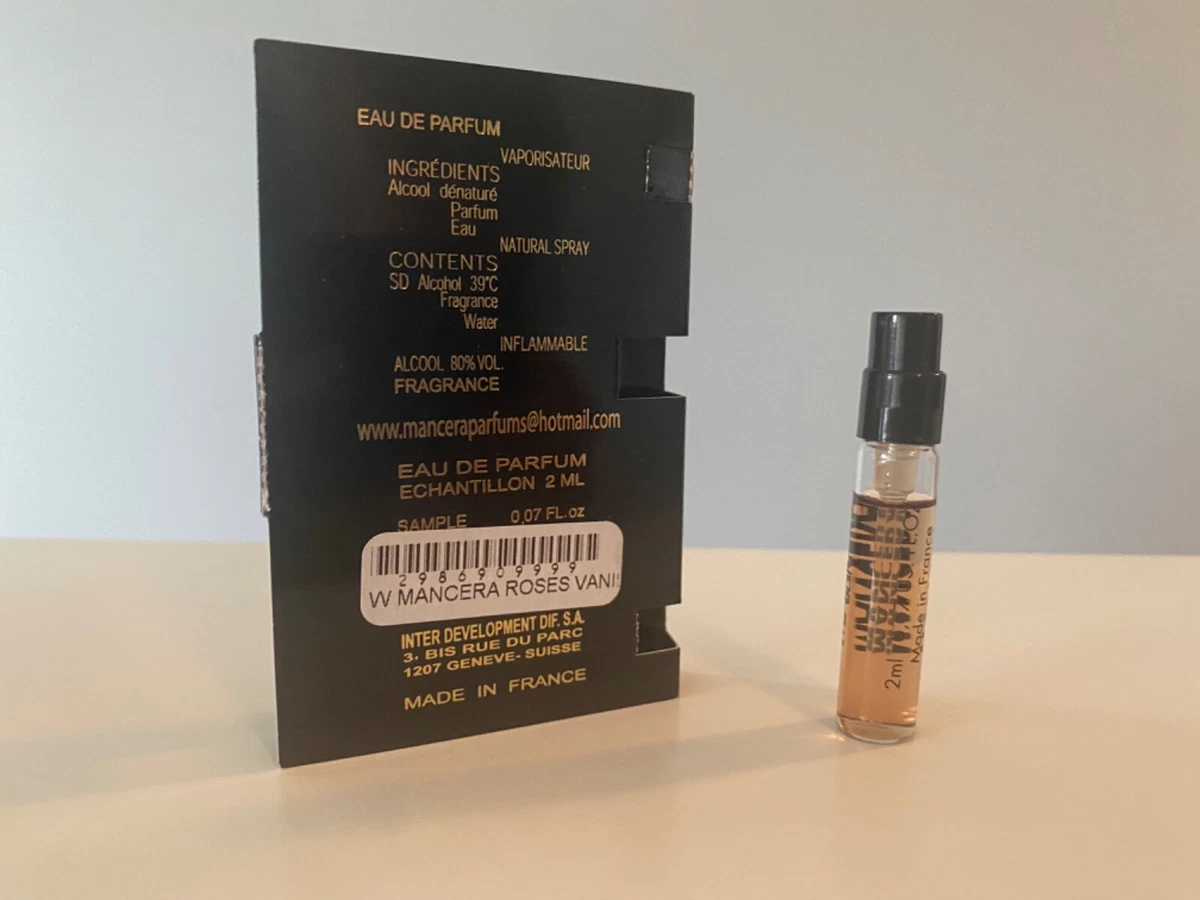 EAU DE PARFUM
VAPORISATEUR
INGRÉDIENTS
Alcool dénaturé
Parfum
Eau
NATURAL SPRAY
CONTENTS
SD Alcohol 39°C
Fragrance
Water
INFLAMMABLE
ALCOOL 80% VOL.
FRAGRANCE
www.manceraparfums@hotmail.com
EAU DE PARFUM
ECHANTILLON 2 ML
SAMPLE 0,07 FL.oz
2986909999
W MANCERA ROSES VANI
INTER DEVELOPMENT DIF. S.A.
3, BIS RUE DU PARC
1207 GENEVE- SUISSE
MADE IN FRANCE
2ml
Made in France